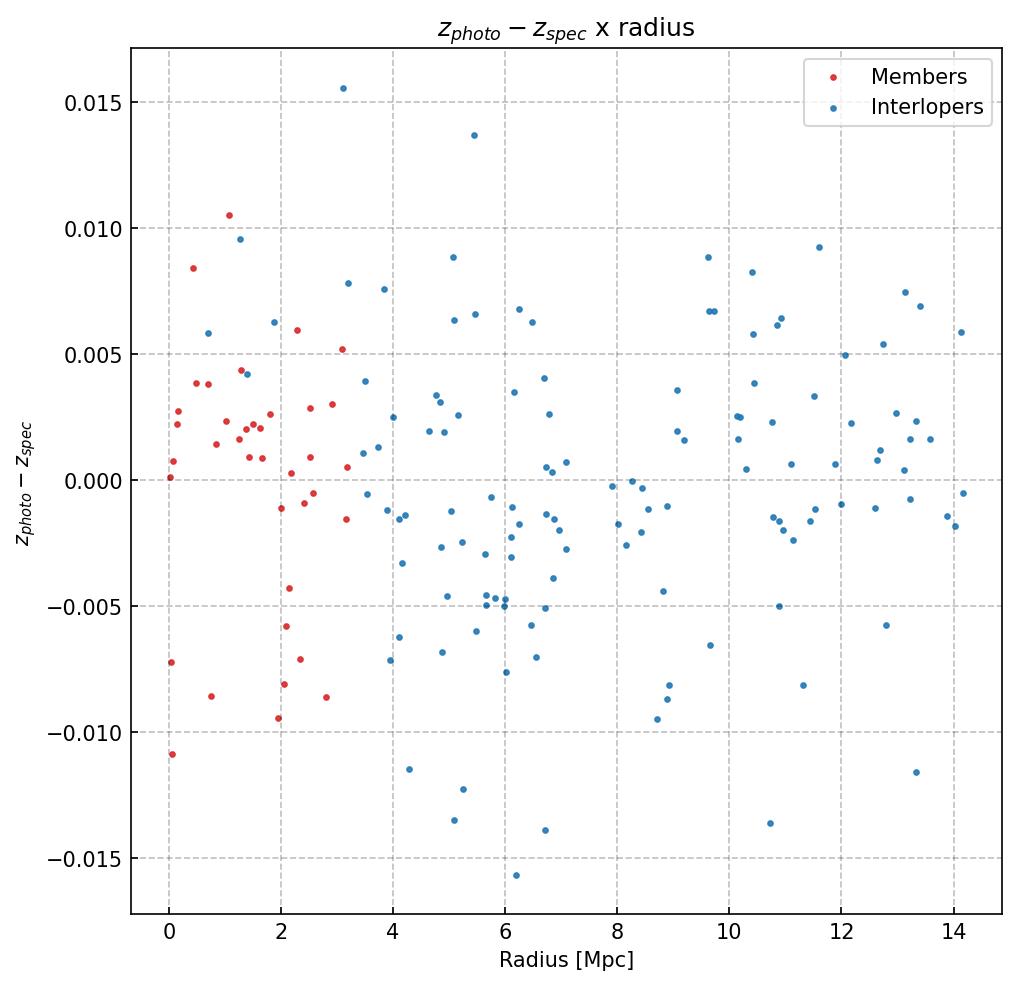 z_photo − z_spec x radius
Members
Interlopers
0.015
0.010
0.005
0.000
−0.005
−0.010
−0.015
z_photo − z_spec
0 2 4 6 8 10 12 14
Radius [Mpc]